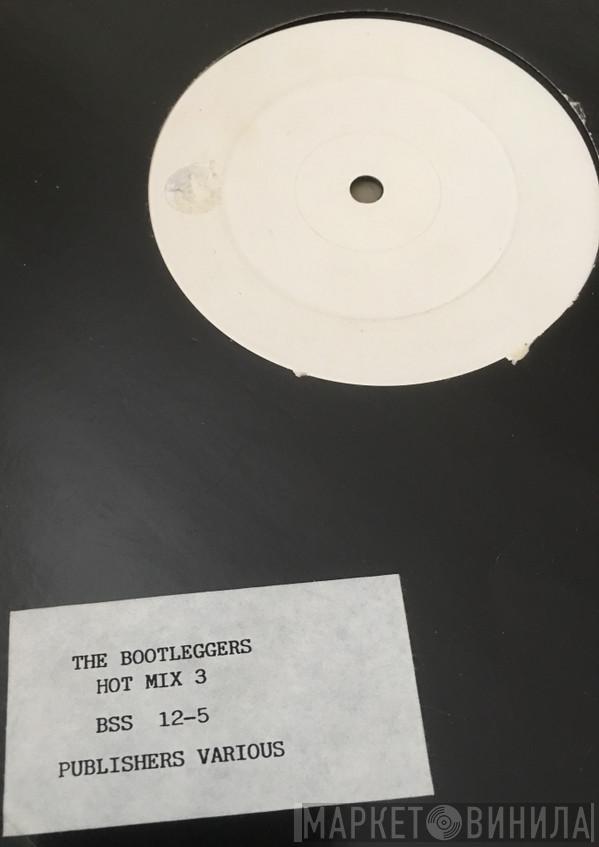 THE BOOTLEGGERS
HOT MIX 3
BSS 12-5
PUBLISHERS VARIOUS
МАРКЕТ ВИНИЛА